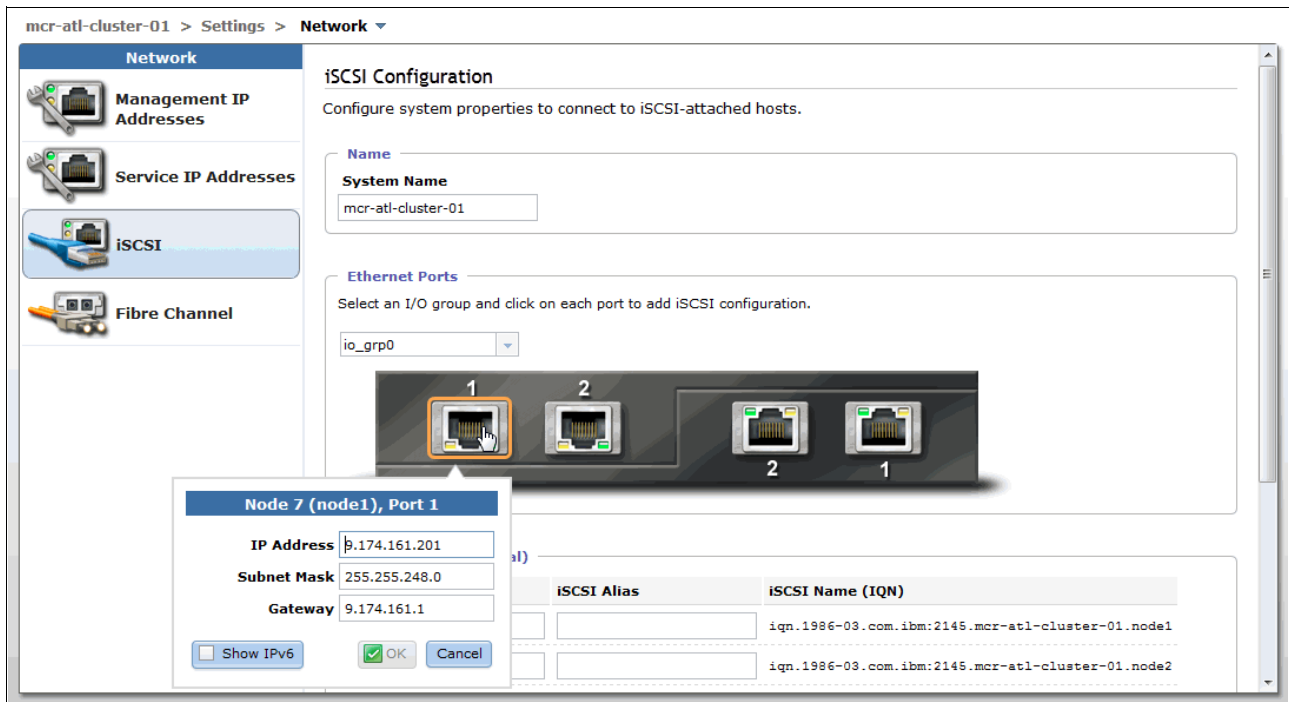 mcr-atl-cluster-01 > Settings > Network
Network
Management IP
Addresses
Service IP Addresses
iSCSI
Fibre Channel
iSCSI Configuration
Configure system properties to connect to iSCSI-attached hosts.
Name
System Name
mcr-atl-cluster-01
Ethernet Ports
Select an I/O group and click on each port to add iSCSI configuration.
io_grp0
1 2
2 1
Node 7 (node1), Port 1
IP Address 9.174.161.201
Subnet Mask 255.255.248.0
Gateway 9.174.161.1
Show IPv6 OK Cancel
al)
iSCSI Alias iSCSI Name (IQN)
iqn.1986-03.com.ibm:2145.mcr-atl-cluster-01.node1
iqn.1986-03.com.ibm:2145.mcr-atl-cluster-01.node2